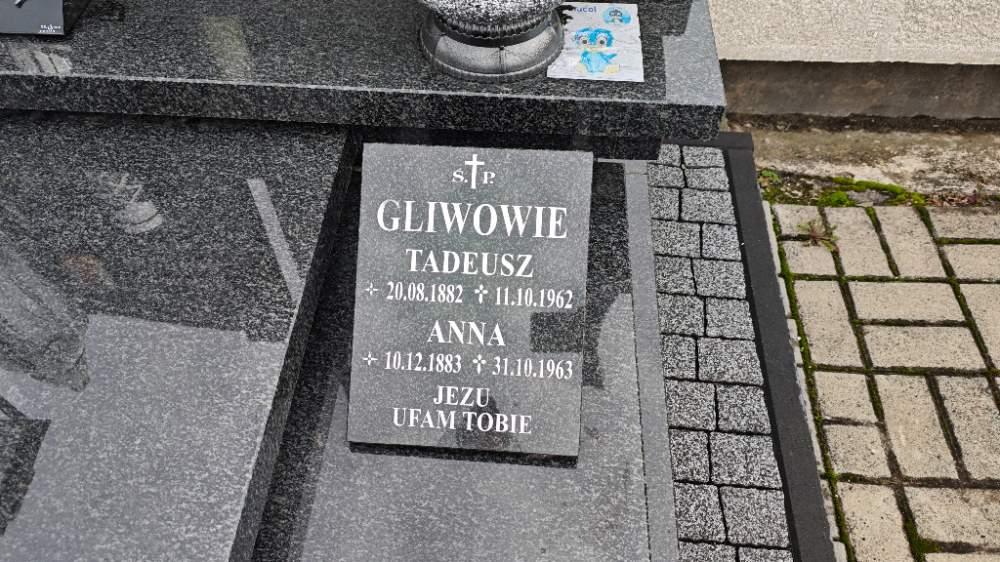 Ś. P.
GLIWOWIE
TADEUSZ
20.08.1882 11.10.1962
ANNA
10.12.1883 31.10.1963
JEZU
UFAM TOBIE